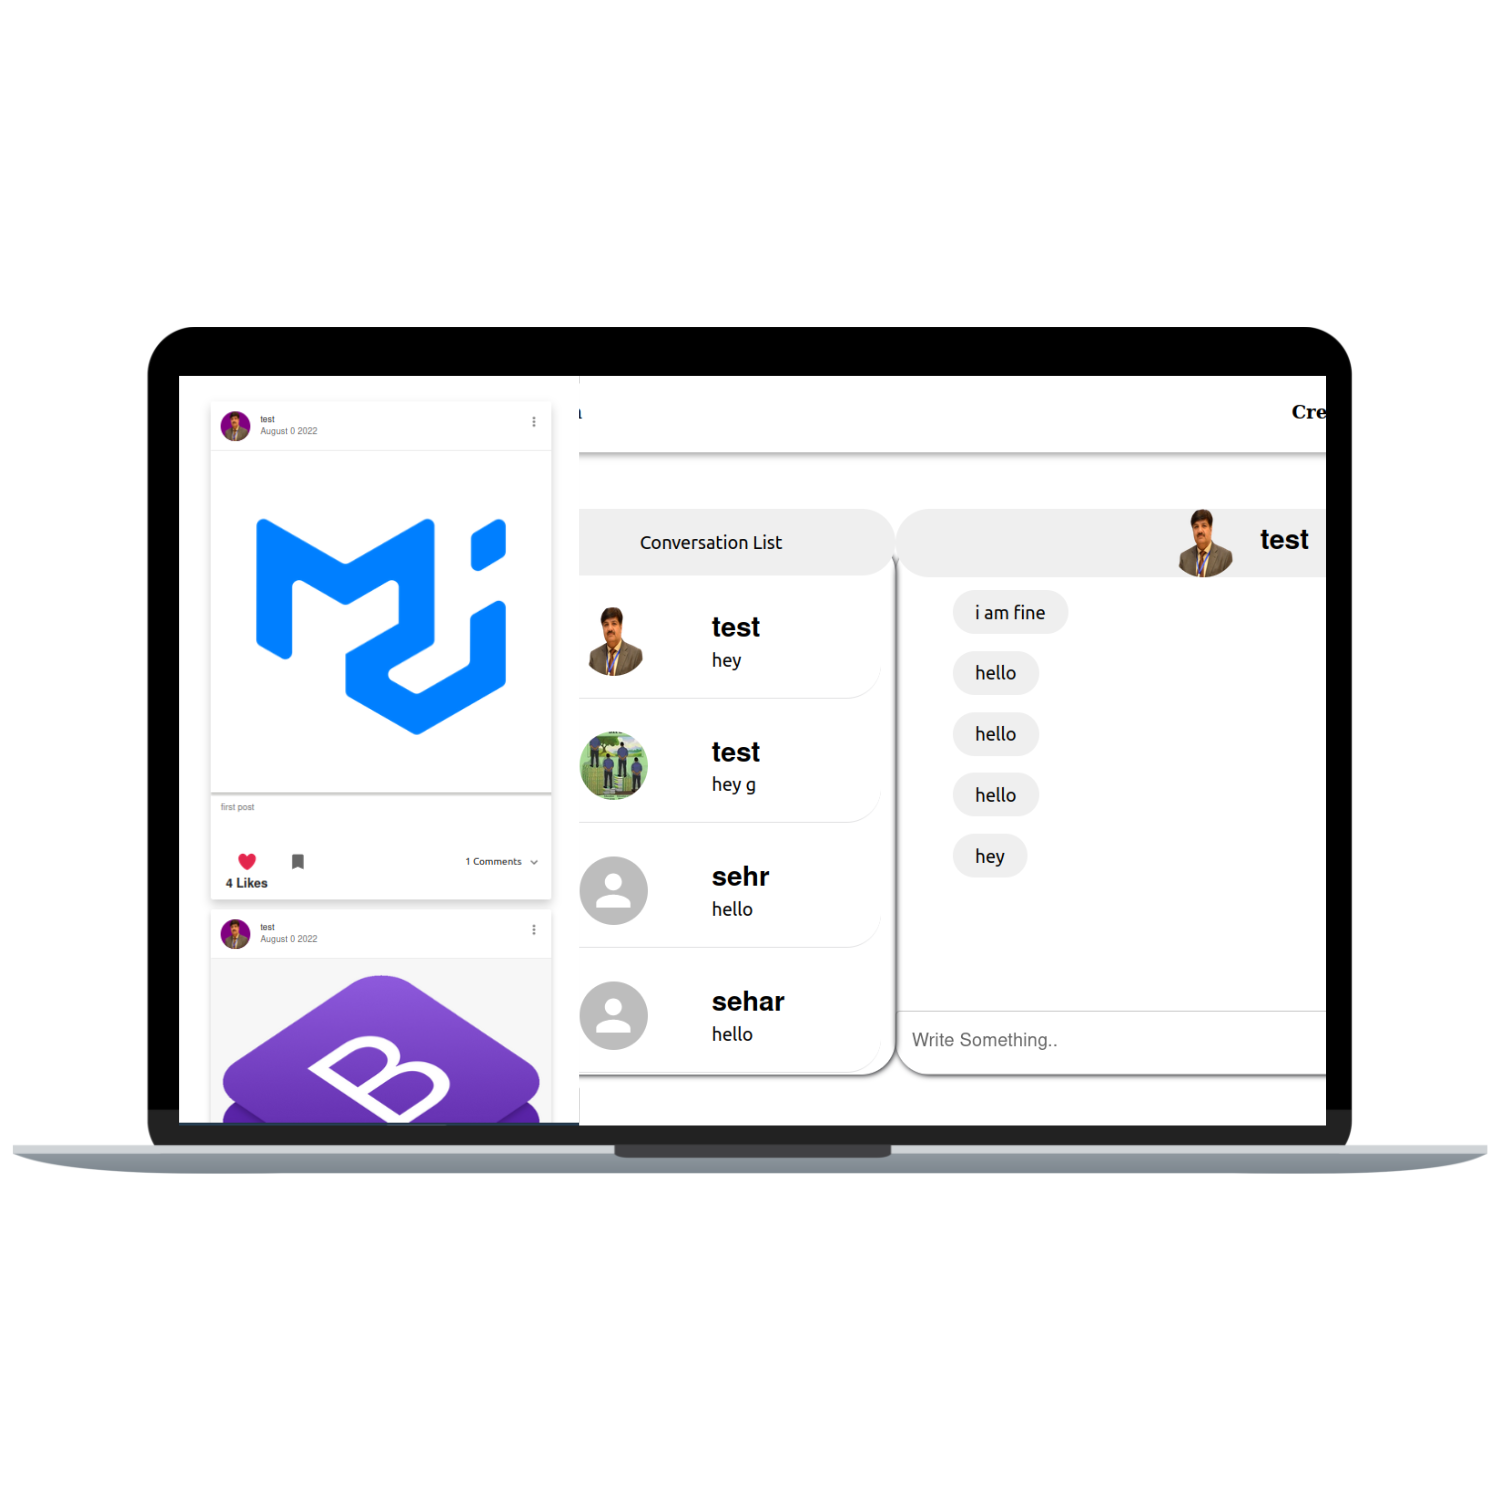 test
August 0 2022
first post
4 Likes
1 Comments
test
August 0 2022
B
Cre
Conversation List
test
hey
test
hey g
sehr
hello
sehar
hello
test
i am fine
hello
hello
hello
hey
Write Something..